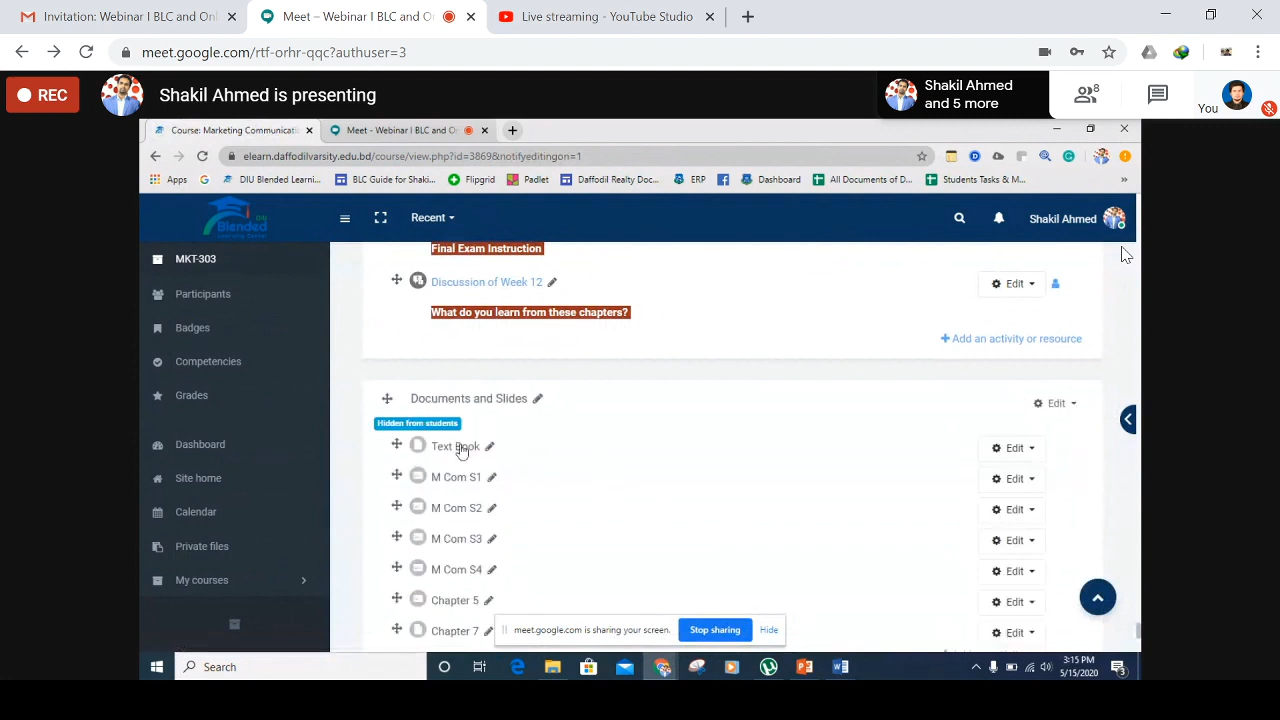 Invitation: Webinar I BLC and Onl
Meet – Webinar I BLC and O
Live streaming - YouTube Studio
meet.google.com/rtf-orhr-qqc?authuser=3
REC
Shakil Ahmed is presenting
Shakil Ahmed
and 5 more
8
You
Course: Marketing Communicati
Meet - Webinar I BLC and O
elearn.daffodilvarsity.edu.bd/course/view.php?id=3869&notifyeditingon=1
Apps
DIU Blended Learni...
BLC Guide for Shaki...
Flipgrid
Padlet
Daffodil Realty Doc...
ERP
Dashboard
All Documents of D...
Students Tasks & M...
»
Blended
Learning Center
Recent
Shakil Ahmed
MKT-303
Participants
Badges
Competencies
Grades
Dashboard
Site home
Calendar
Private files
My courses
Final Exam Instruction
Discussion of Week 12
Edit
What do you learn from these chapters?
Add an activity or resource
Documents and Slides
Edit
Hidden from students
Text Book
Edit
M Com S1
Edit
M Com S2
Edit
M Com S3
Edit
M Com S4
Edit
Chapter 5
Edit
Chapter 7
Edit
meet.google.com is sharing your screen.
Stop sharing
Hide
Search
3:15 PM
5/15/2020
3